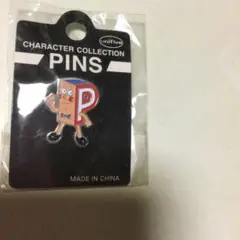 CHARACTER COLLECTION
PINS
P
MADE IN CHINA